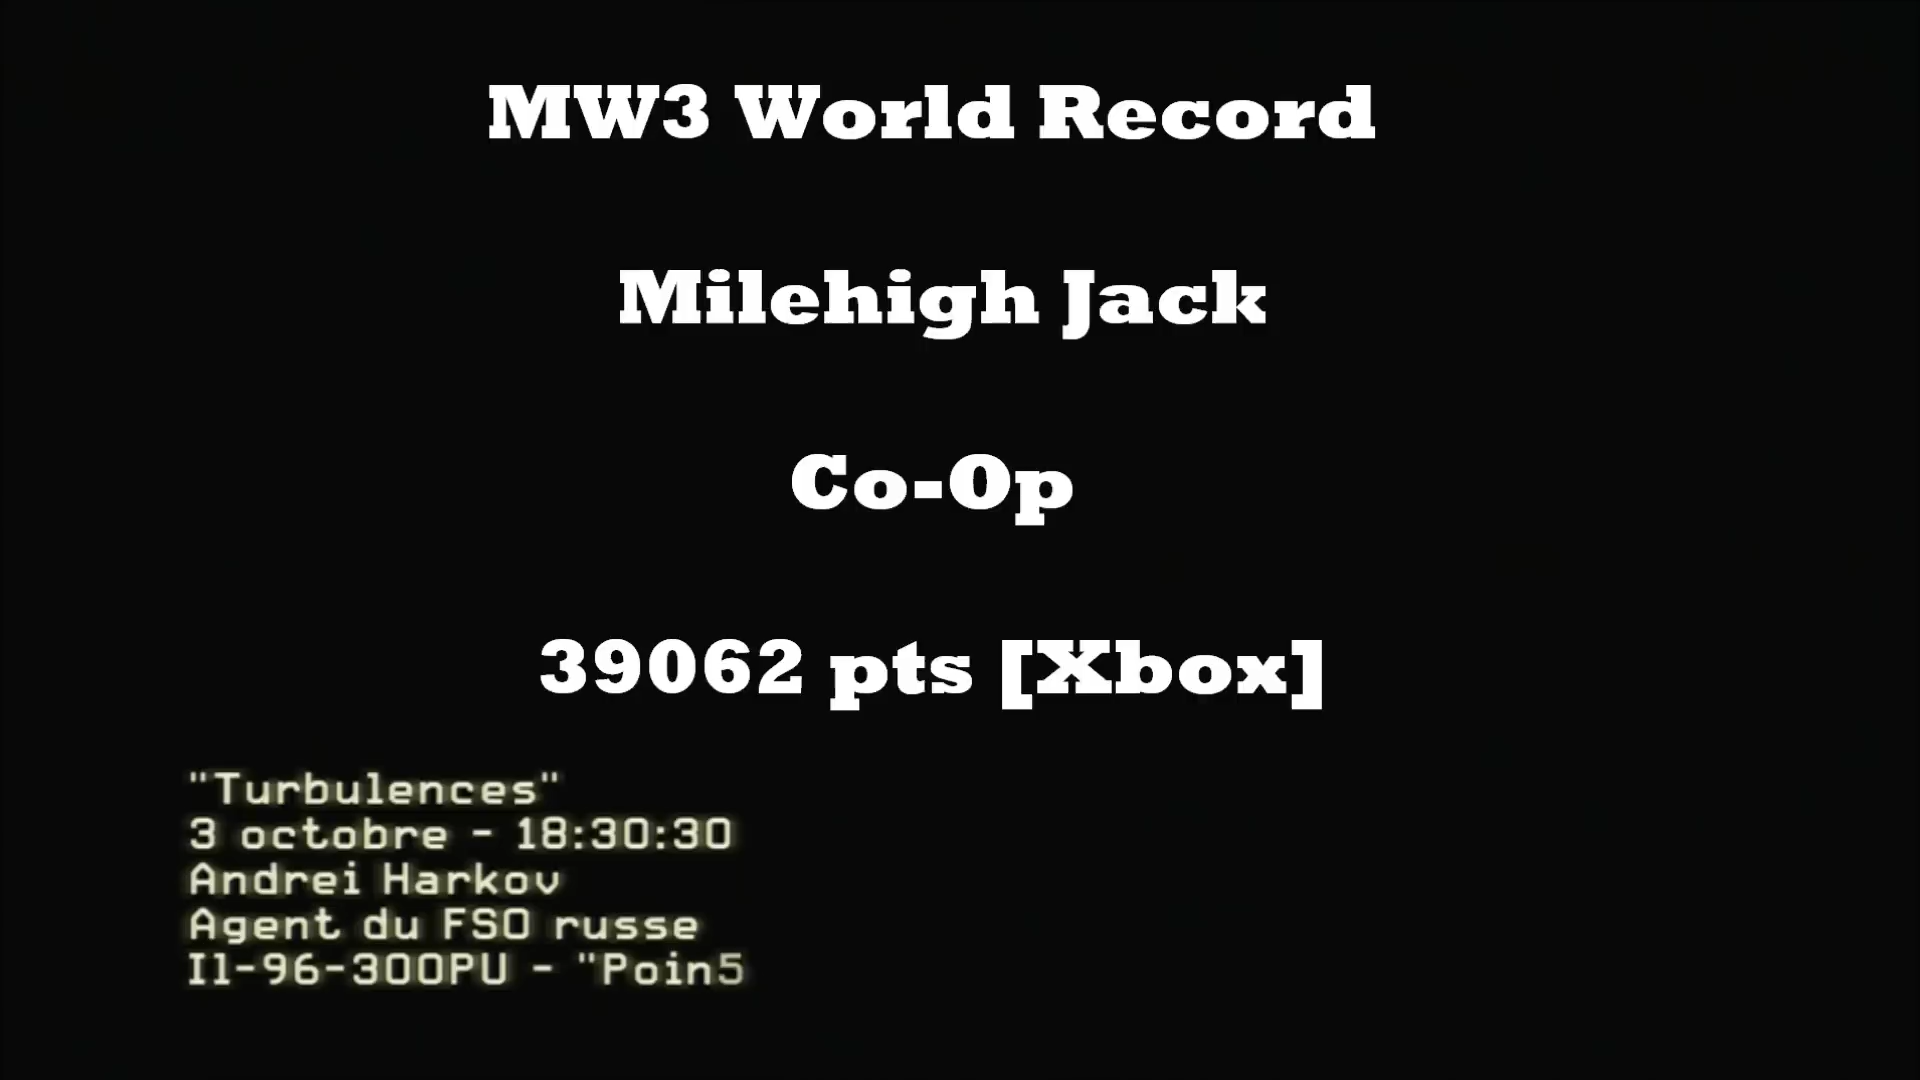 MW3 World Record
Milehigh Jack
Co-Op
39062 pts [Xbox]
"Turbulences"
3 octobre - 18:30:30
Andrei Harkov
Agent du FSO russe
Il-96-300PU - "Poin5